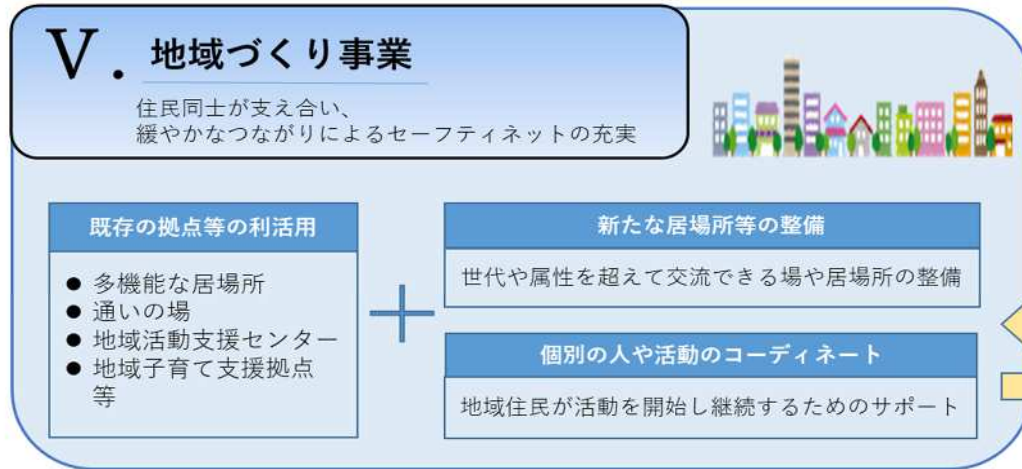 Ⅴ. 地域づくり事業
住民同士が支え合い、
緩やかなつながりによるセーフティネットの充実
既存の拠点等の利活用
● 多機能な居場所
● 通いの場
● 地域活動支援センター
● 地域子育て支援拠点
等
新たな居場所等の整備
世代や属性を超えて交流できる場や居場所の整備
個別の人や活動のコーディネート
地域住民が活動を開始し継続するためのサポート